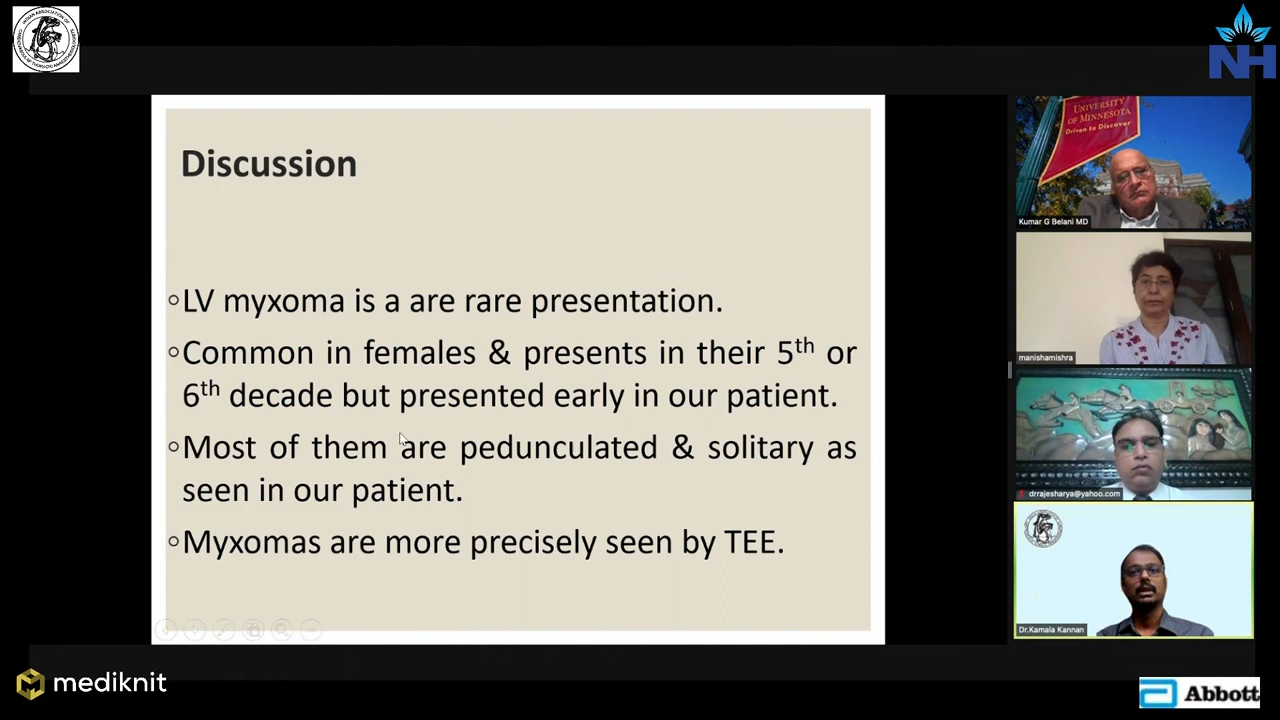 NH
UNIVERSITY
OF MINNESOTA
Driven to Discover
Kumar G Belani MD
Discussion
manishamishra
◦LV myxoma is a are rare presentation.
◦Common in females & presents in their 5th or
6th decade but presented early in our patient.
◦Most of them are pedunculated & solitary as
seen in our patient.
drrajesharya@yahoo.com
◦Myxomas are more precisely seen by TEE.
Dr.Kamala Kannan
mediknit
Abbott